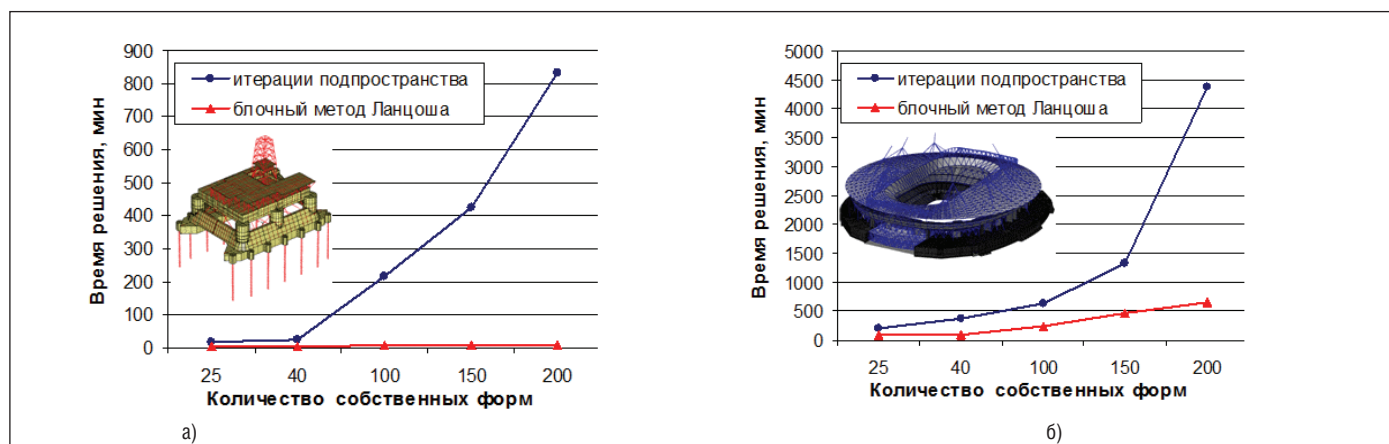 900
800
700
600
500
400
300
200
100
0
Время решения, мин
итерации подпространства
блочный метод Ланцоша
25 40 100 150 200
Количество собственных форм
а)
5000
4500
4000
3500
3000
2500
2000
1500
1000
500
0
Время решения, мин
итерации подпространства
блочный метод Ланцоша
25 40 100 150 200
Количество собственных форм
б)